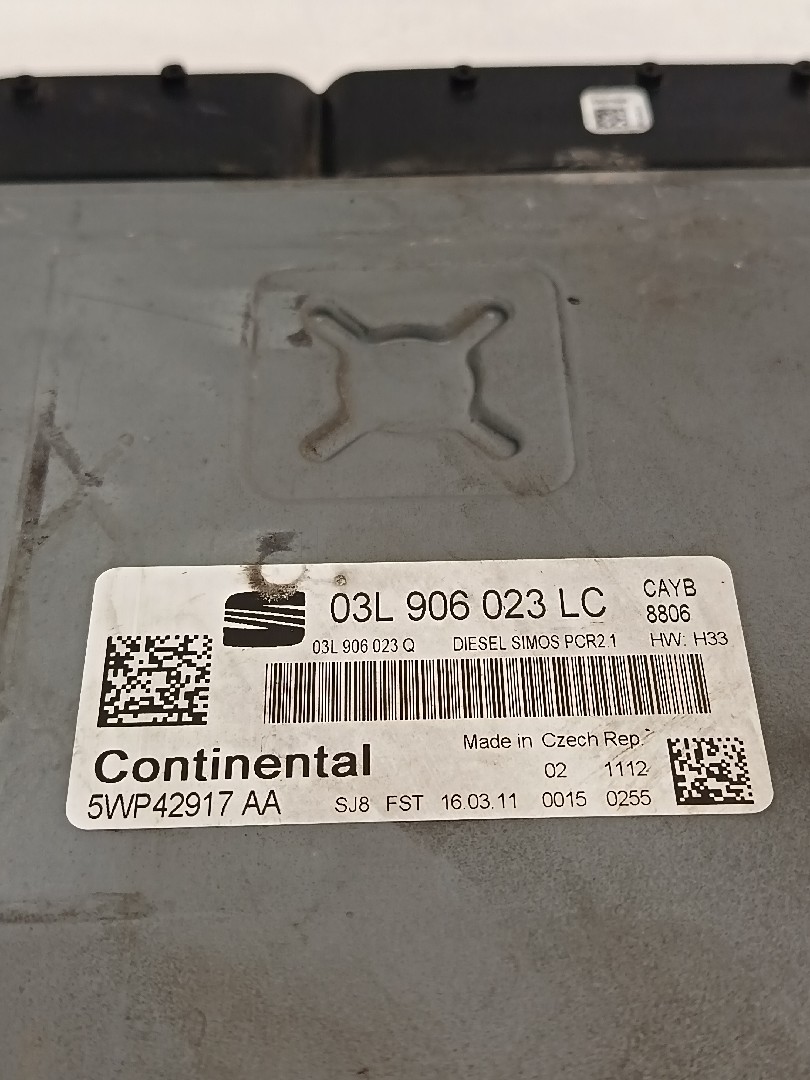 03L 906 023 LC CAYB
8806
03L 906 023 Q DIESEL SIMOS PCR2.1 HW: H33
Made in Czech Rep.
Continental 02 1112
5WP42917 AA SJ8 FST 16.03.11 0015 0255